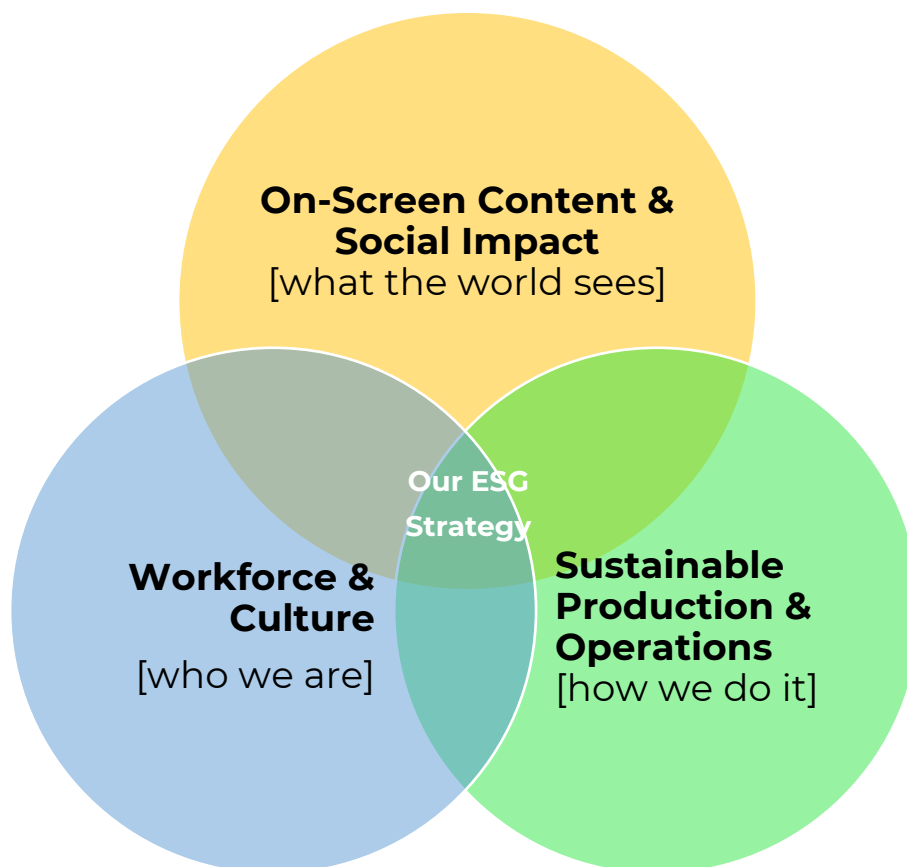 On-Screen Content &
Social Impact
[what the world sees]
Our ESG
Strategy
Workforce &
Culture
[who we are]
Sustainable
Production &
Operations
[how we do it]